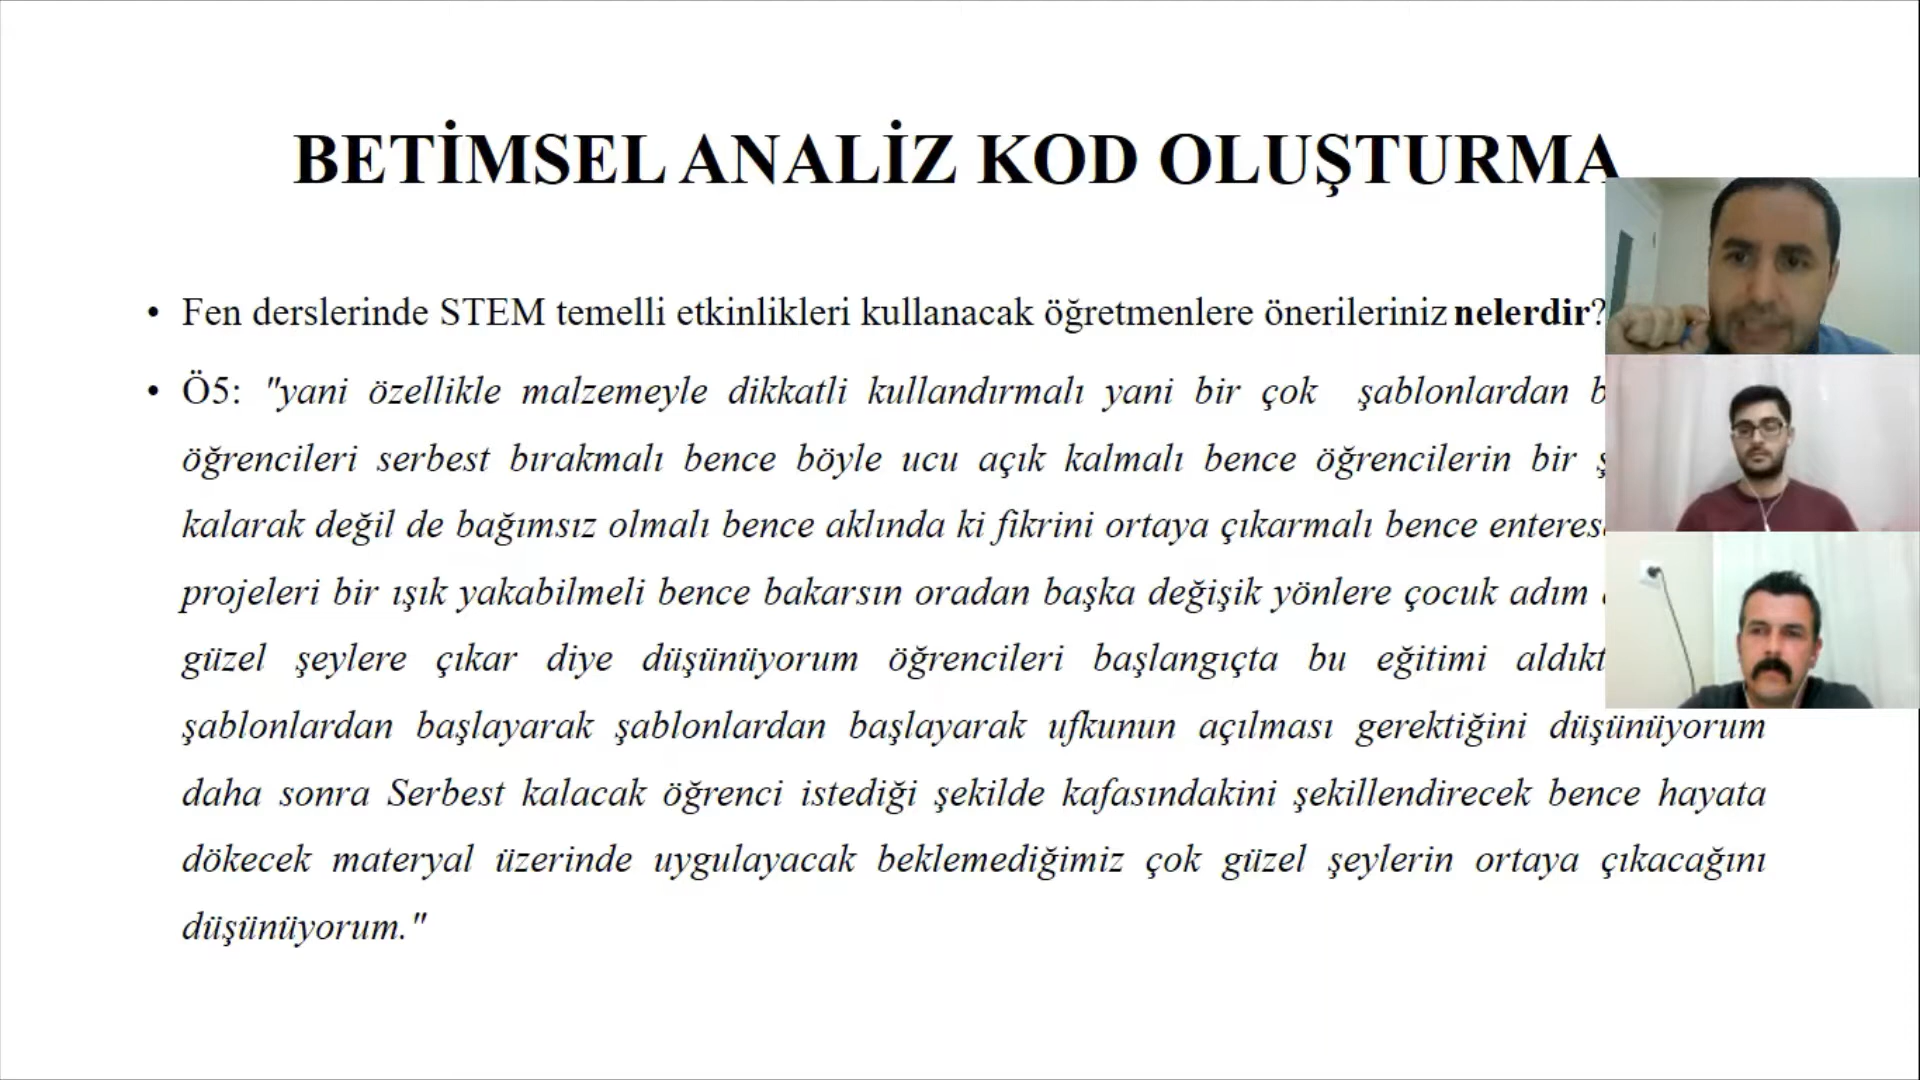 BETİMSEL ANALİZ KOD OLUŞTURMA
• Fen derslerinde STEM temelli etkinlikleri kullanacak öğretmenlere önerileriniz nelerdir?
• Ö5: "yani özellikle malzemeyle dikkatli kullandırmalı yani bir çok şablonlardan
öğrencileri serbest bırakmalı bence böyle ucu açık kalmalı bence öğrencilerin bir
kalarak değil de bağımsız olmalı bence aklında ki fikrini ortaya çıkarmalı bence
projeleri bir ışık yakabilmeli bence bakarsın oradan başka değişik yönlere çocuk adım
güzel şeylere çıkar diye düşünüyorum öğrencileri başlangıçta bu eğitimi
şablonlardan başlayarak şablonlardan başlayarak ufkunun açılması gerektiğini düşünüyorum
daha sonra Serbest kalacak öğrenci istediği şekilde kafasındakini şekillendirecek bence hayata
dökecek materyal üzerinde uygulayacak beklemediğimiz çok güzel şeylerin ortaya çıkacağını
düşünüyorum."